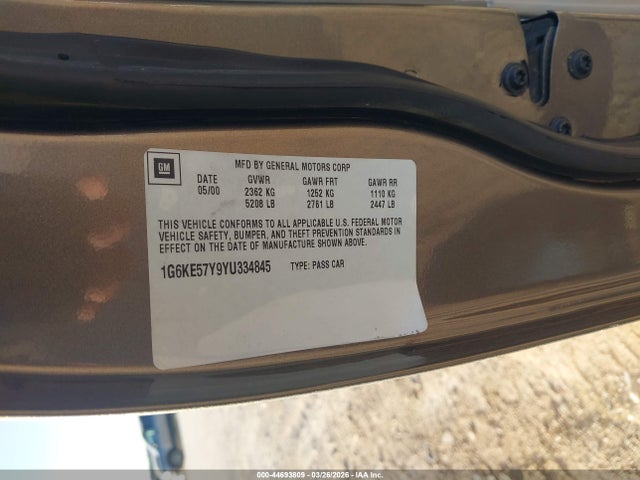 GM
MFD BY GENERAL MOTORS CORP
DATE GVWR GAWR FRT GAWR RR
05/00 2362 KG 1252 KG 1110 KG
5208 LB 2761 LB 2447 LB
THIS VEHICLE CONFORMS TO ALL APPLICABLE U.S. FEDERAL MOTOR
VEHICLE SAFETY, BUMPER, AND THEFT PREVENTION STANDARDS IN
EFFECT ON THE DATE OF MANUFACTURE SHOWN ABOVE.
1G6KE57Y9YU334845 TYPE: PASS CAR
000-44693809 | 03/26/2026 | IAAI.COM